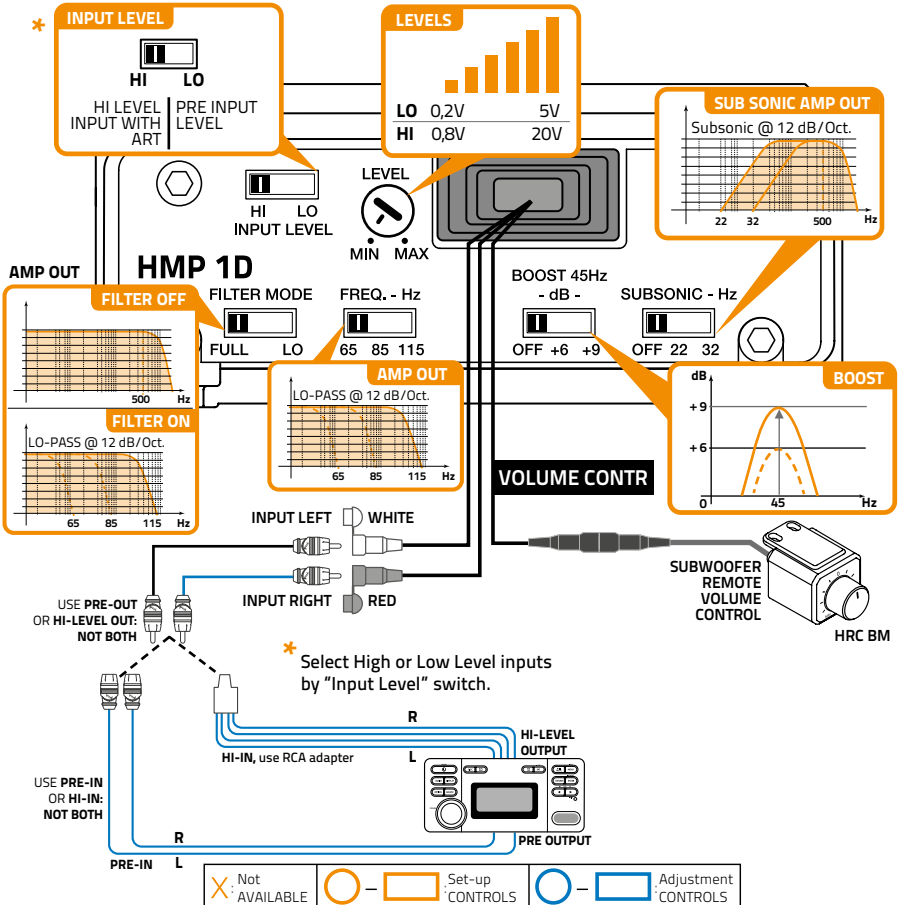 *
INPUT LEVEL
HI LO
HI LEVEL INPUT WITH ART
PRE INPUT LEVEL
LEVELS
LO 0,2V 5V
HI 0,8V 20V
SUB SONIC AMP OUT
Subsonic @ 12 dB/Oct.
22 32 500 Hz
HI LO
INPUT LEVEL
LEVEL
MIN MAX
HMP 1D
AMP OUT
FILTER OFF
500 Hz
FILTER ON
LO-PASS @ 12 dB/Oct.
65 85 115 Hz
FILTER MODE
FULL LO
FREQ. - Hz
65 85 115
BOOST 45Hz
- dB -
OFF +6 +9
SUBSONIC - Hz
OFF 22 32
AMP OUT
LO-PASS @ 12 dB/Oct.
65 85 115 Hz
BOOST
dB
+9
+6
0 45 Hz
VOLUME CONTR
INPUT LEFT WHITE
INPUT RIGHT RED
SUBWOOFER
REMOTE
VOLUME
CONTROL
HRC BM
USE PRE-OUT
OR HI-LEVEL OUT:
NOT BOTH
* Select High or Low Level inputs
by "Input Level" switch.
R
HI-LEVEL
OUTPUT
L
HI-IN, use RCA adapter
USE PRE-IN
OR HI-IN:
NOT BOTH
PRE OUTPUT
R
PRE-IN L
X: Not AVAILABLE
– : Set-up CONTROLS
– : Adjustment CONTROLS